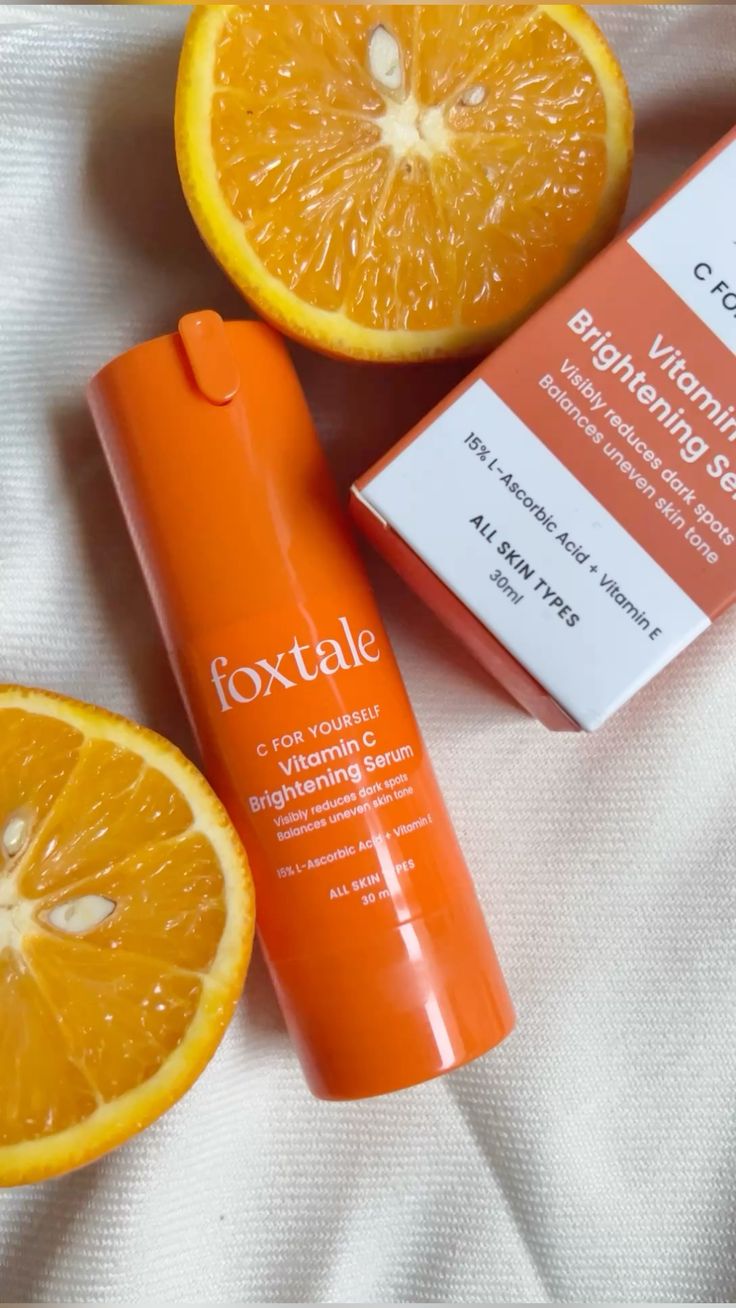 foxtale
C FOR YOURSELF
Vitamin C
Brightening Serum
Visibly reduces dark spots
Balances uneven skin tone
15% L-Ascorbic Acid + Vitamin E
ALL SKIN
30 m
C FO
Vitamin
Brightening Se
Visibly reduces dark spots
Balances uneven skin tone
15% L-Ascorbic Acid + Vitamin E
ALL SKIN TYPES
30ml